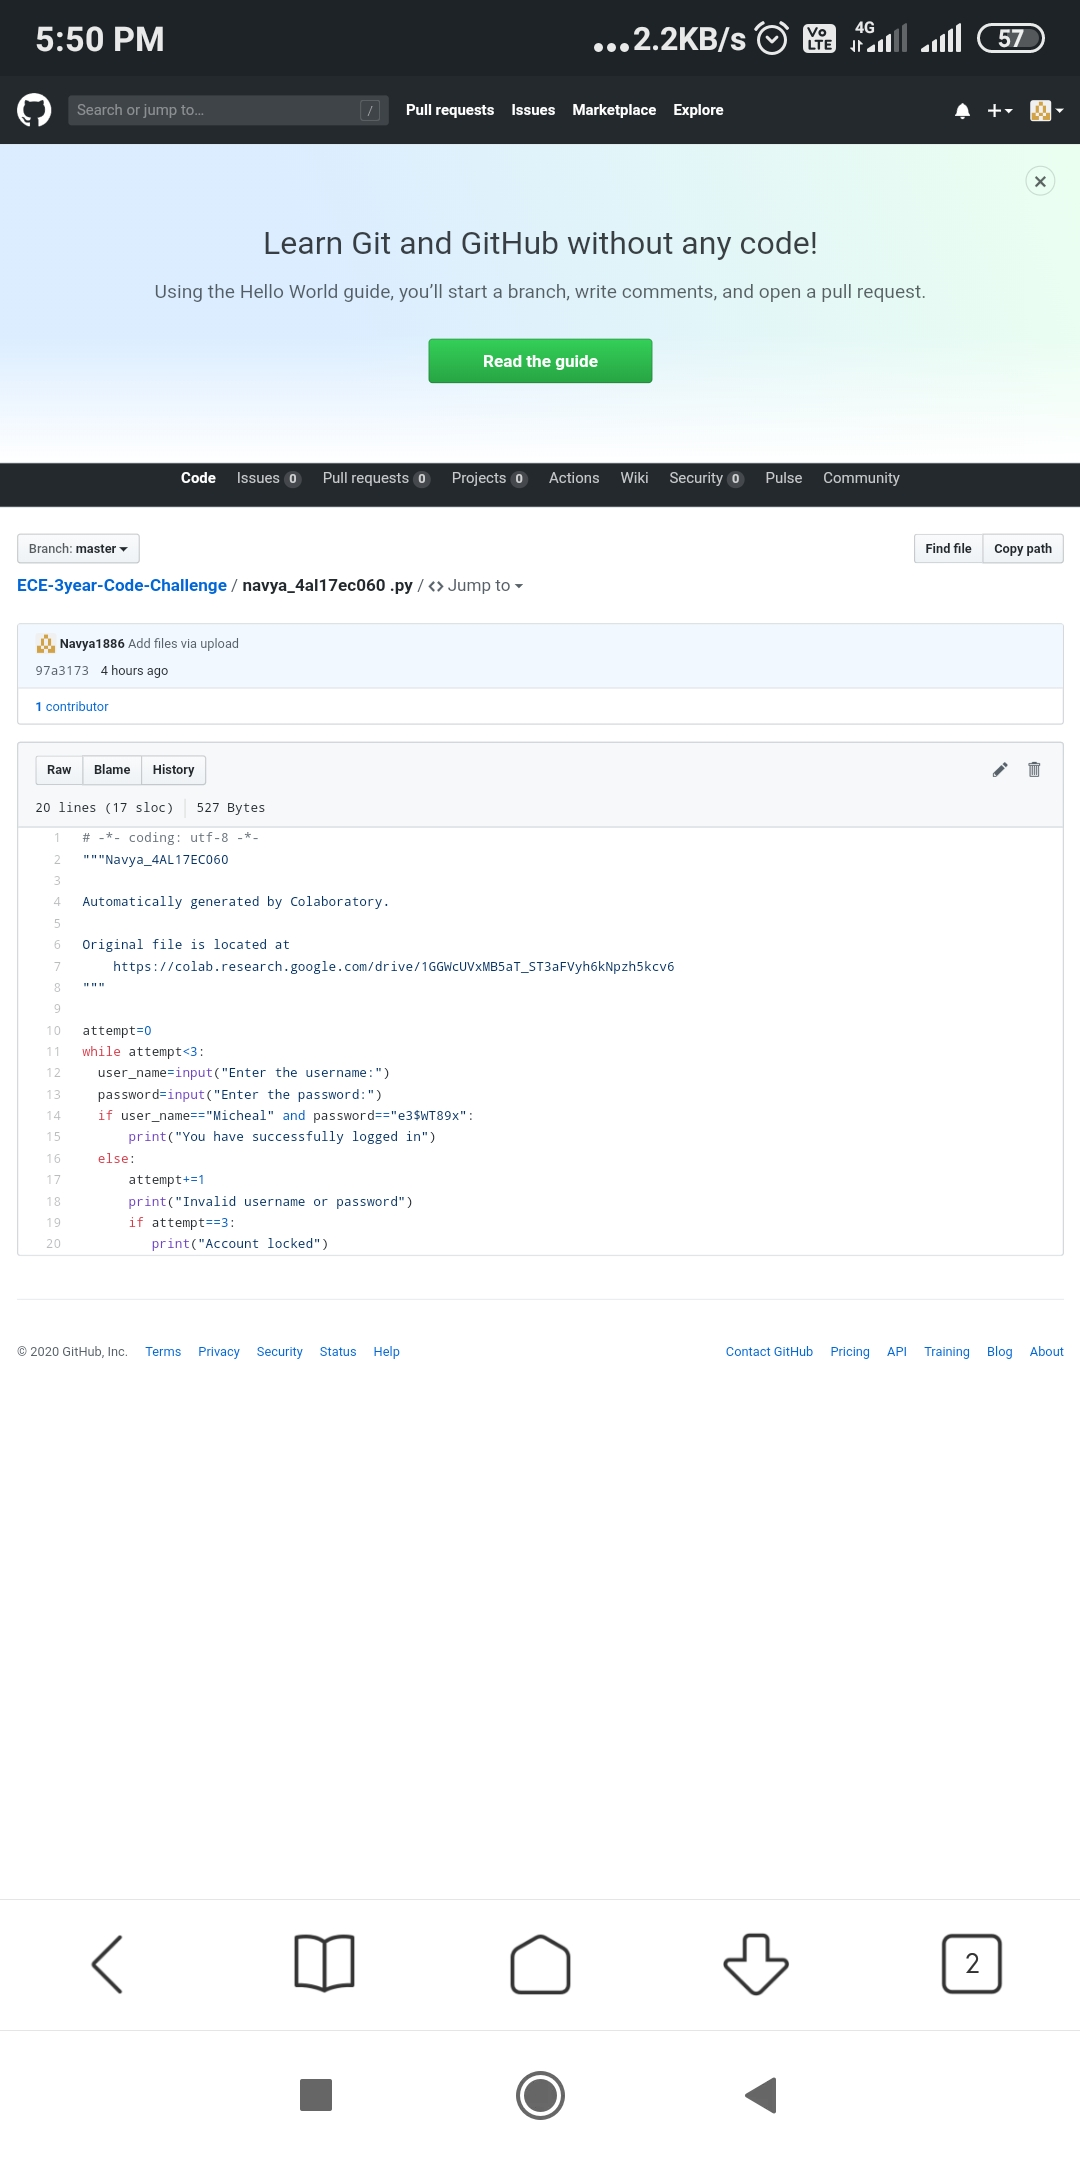 5:50 PM ...2.2KB/s Vo LTE 4G 57
Search or jump to… / Pull requests Issues Marketplace Explore
Learn Git and GitHub without any code!
Using the Hello World guide, you’ll start a branch, write comments, and open a pull request.
Read the guide
Code Issues 0 Pull requests 0 Projects 0 Actions Wiki Security 0 Pulse Community
Branch: master Find file Copy path
ECE-3year-Code-Challenge / navya_4al17ec060 .py / <> Jump to
Navya1886 Add files via upload
97a3173 4 hours ago
1 contributor
Raw Blame History
20 lines (17 sloc) 527 Bytes
1 # -*- coding: utf-8 -*-
2 """Navya_4AL17EC060
3
4 Automatically generated by Colaboratory.
5
6 Original file is located at
7     https://colab.research.google.com/drive/1GGWcUVxMB5aT_ST3aFVyh6kNpzh5kcv6
8 """
9
10 attempt=0
11 while attempt<3:
12   user_name=input("Enter the username:")
13   password=input("Enter the password:")
14   if user_name=="Micheal" and password=="e3$WT89x":
15       print("You have successfully logged in")
16   else:
17       attempt+=1
18       print("Invalid username or password")
19       if attempt==3:
20          print("Account locked")
© 2020 GitHub, Inc. Terms Privacy Security Status Help Contact GitHub Pricing API Training Blog About
2